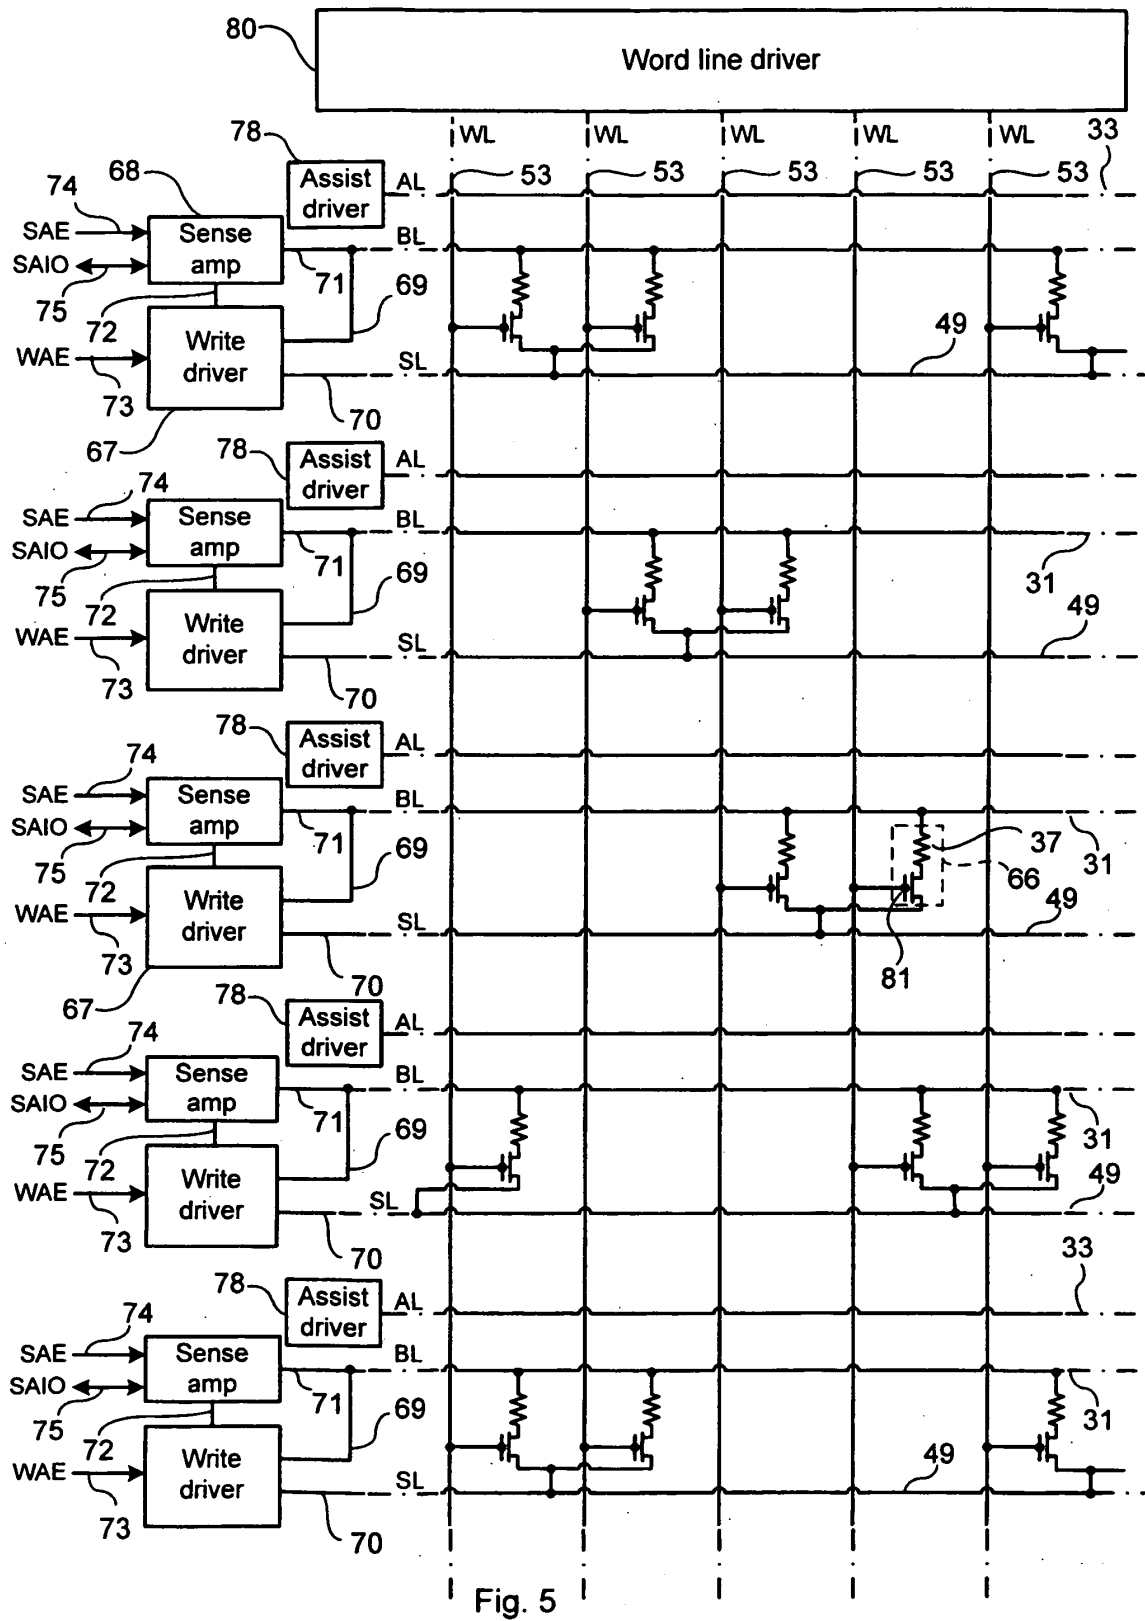 80
Word line driver
WL WL WL WL WL 33
78
53 53 53 53 53
68
Assist driver
AL
74
SAE
Sense amp
BL
SAIO
71
69
75
72
49
WAE
Write driver
SL
73
70
67
78
Assist driver
AL
74
SAE
Sense amp
BL
SAIO
71
31
75
69
72
49
WAE
Write driver
SL
73
70
78
Assist driver
AL
74
SAE
Sense amp
BL
SAIO
37
71
31
75
69
66
72
49
WAE
Write driver
SL
73
81
70
67
78
Assist driver
AL
74
SAE
Sense amp
BL
SAIO
71
31
75
69
72
49
WAE
Write driver
SL
73
70
33
78
Assist driver
AL
74
SAE
Sense amp
BL
SAIO
71
69
31
75
72
49
WAE
Write driver
SL
73
70
Fig. 5